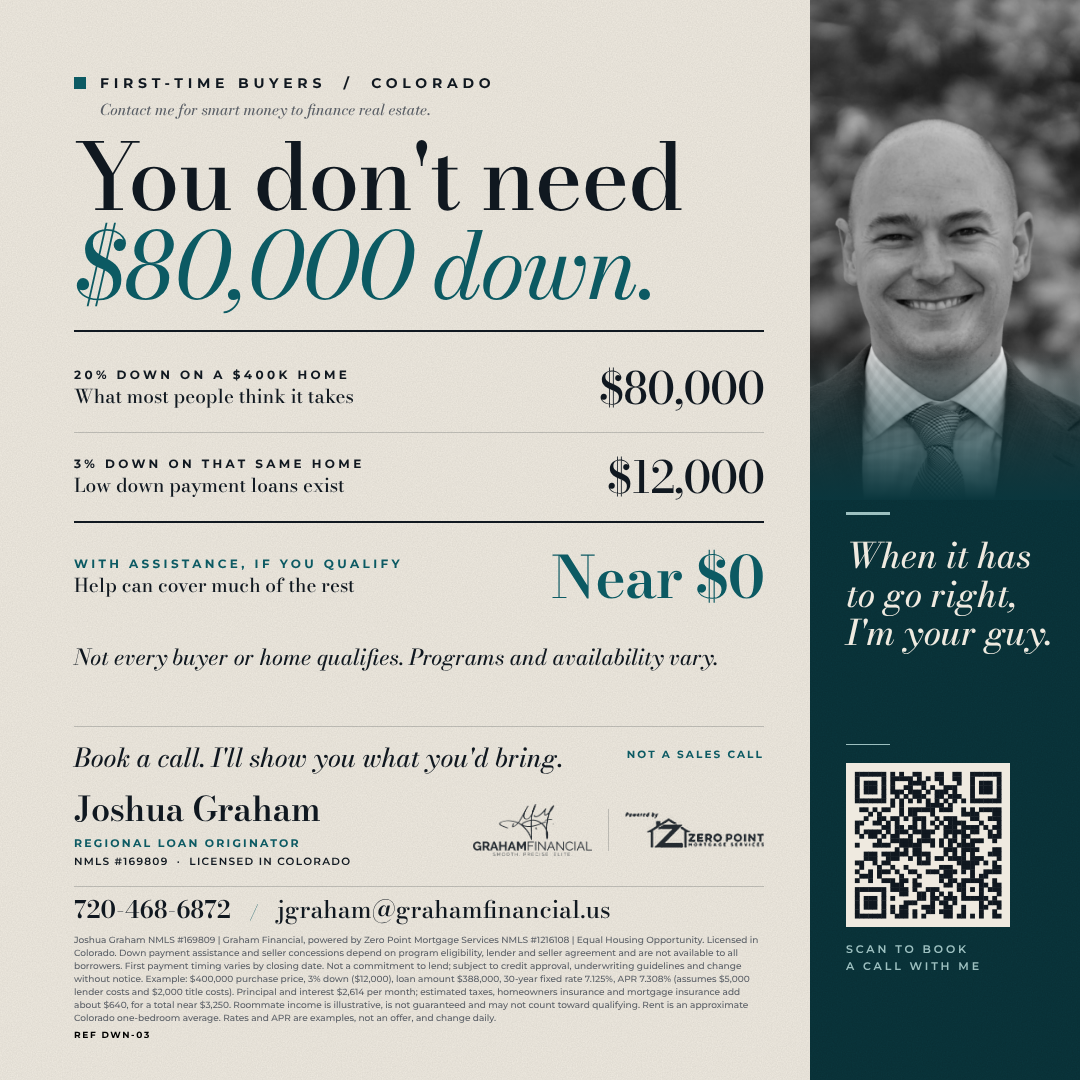 FIRST-TIME BUYERS / COLORADO
Contact me for smart money to finance real estate.
You don't need
$80,000 down.
20% DOWN ON A $400K HOME
What most people think it takes
$80,000
3% DOWN ON THAT SAME HOME
Low down payment loans exist
$12,000
WITH ASSISTANCE, IF YOU QUALIFY
Help can cover much of the rest
Near $0
Not every buyer or home qualifies. Programs and availability vary.
Book a call. I'll show you what you'd bring.
NOT A SALES CALL
Joshua Graham
REGIONAL LOAN ORIGINATOR
NMLS #169809 · LICENSED IN COLORADO
GRAHAMFINANCIAL
SMOOTH. PRECISE. ELITE.
Powered by
ZERO POINT
MORTGAGE SERVICES
720-468-6872 / jgraham@grahamfinancial.us
Joshua Graham NMLS #169809 | Graham Financial, powered by Zero Point Mortgage Services NMLS #1216108 | Equal Housing Opportunity. Licensed in
Colorado. Down payment assistance and seller concessions depend on program eligibility, lender and seller agreement and are not available to all
borrowers. First payment timing varies by closing date. Not a commitment to lend; subject to credit approval, underwriting guidelines and change
without notice. Example: $400,000 purchase price, 3% down ($12,000), loan amount $388,000, 30-year fixed rate 7.125%, APR 7.308% (assumes $5,000
lender costs and $2,000 title costs). Principal and interest $2,614 per month; estimated taxes, homeowners insurance and mortgage insurance add
about $640, for a total near $3,250. Roommate income is illustrative, is not guaranteed and may not count toward qualifying. Rent is an approximate
Colorado one-bedroom average. Rates and APR are examples, not an offer, and change daily.
REF DWN-03
When it has
to go right,
I'm your guy.
SCAN TO BOOK
A CALL WITH ME